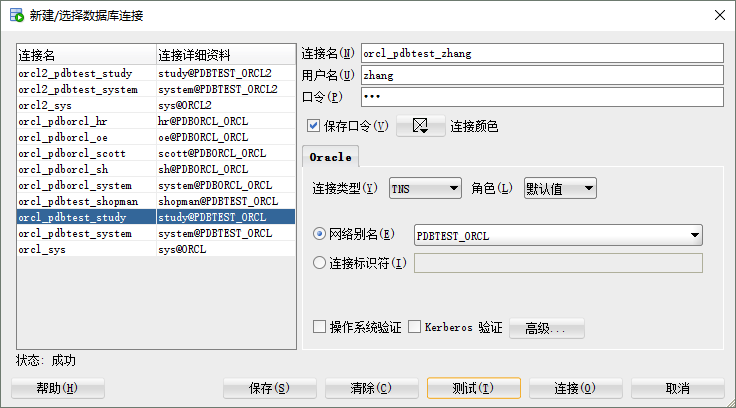 新建/选择数据库连接
连接名 连接详细资料
orcl2_pdbtest_study study@PDBTEST_ORCL2
orcl2_pdbtest_system system@PDBTEST_ORCL2
orcl2_sys sys@ORCL2
orcl_pdborcl_hr hr@PDBORCL_ORCL
orcl_pdborcl_oe oe@PDBORCL_ORCL
orcl_pdborcl_scott scott@PDBORCL_ORCL
orcl_pdborcl_sh sh@PDBORCL_ORCL
orcl_pdborcl_system system@PDBORCL_ORCL
orcl_pdbtest_shopman shopman@PDBTEST_ORCL
orcl_pdbtest_study study@PDBTEST_ORCL
orcl_pdbtest_system system@PDBTEST_ORCL
orcl_sys sys@ORCL
连接名(N) orcl_pdbtest_zhang
用户名(U) zhang
口令(P) •••
保存口令(V) 连接颜色
Oracle
连接类型(Y) TNS 角色(L) 默认值
网络别名(E) PDBTEST_ORCL
连接标识符(I)
操作系统验证 Kerberos 验证 高级...
状态: 成功
帮助(H) 保存(S) 清除(C) 测试(T) 连接(O) 取消